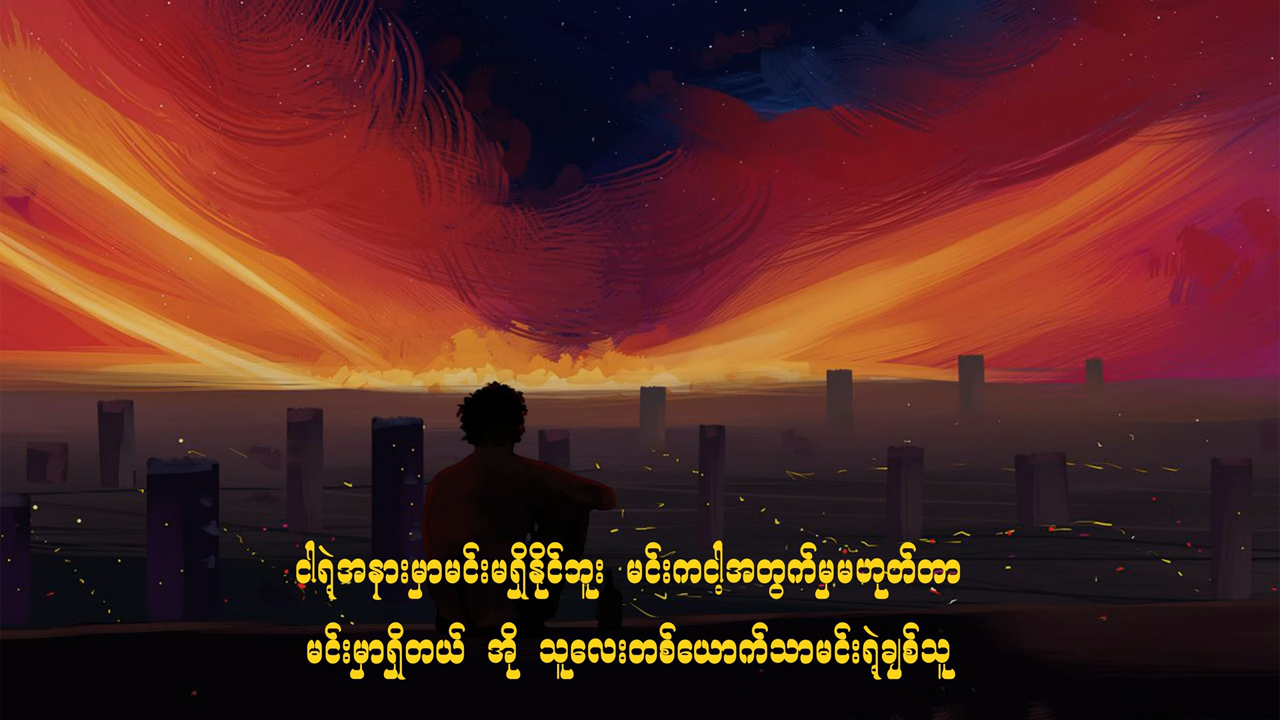 ငါရဲ့အနားမှာမင်းမရှိနိုင်ဘူး မင်းကငါ့အတွက်မှမဟုတ်တာ
မင်းမှာရှိတယ် အို သူလေးတစ်ယောက်သာမင်းရဲ့ချစ်သူ